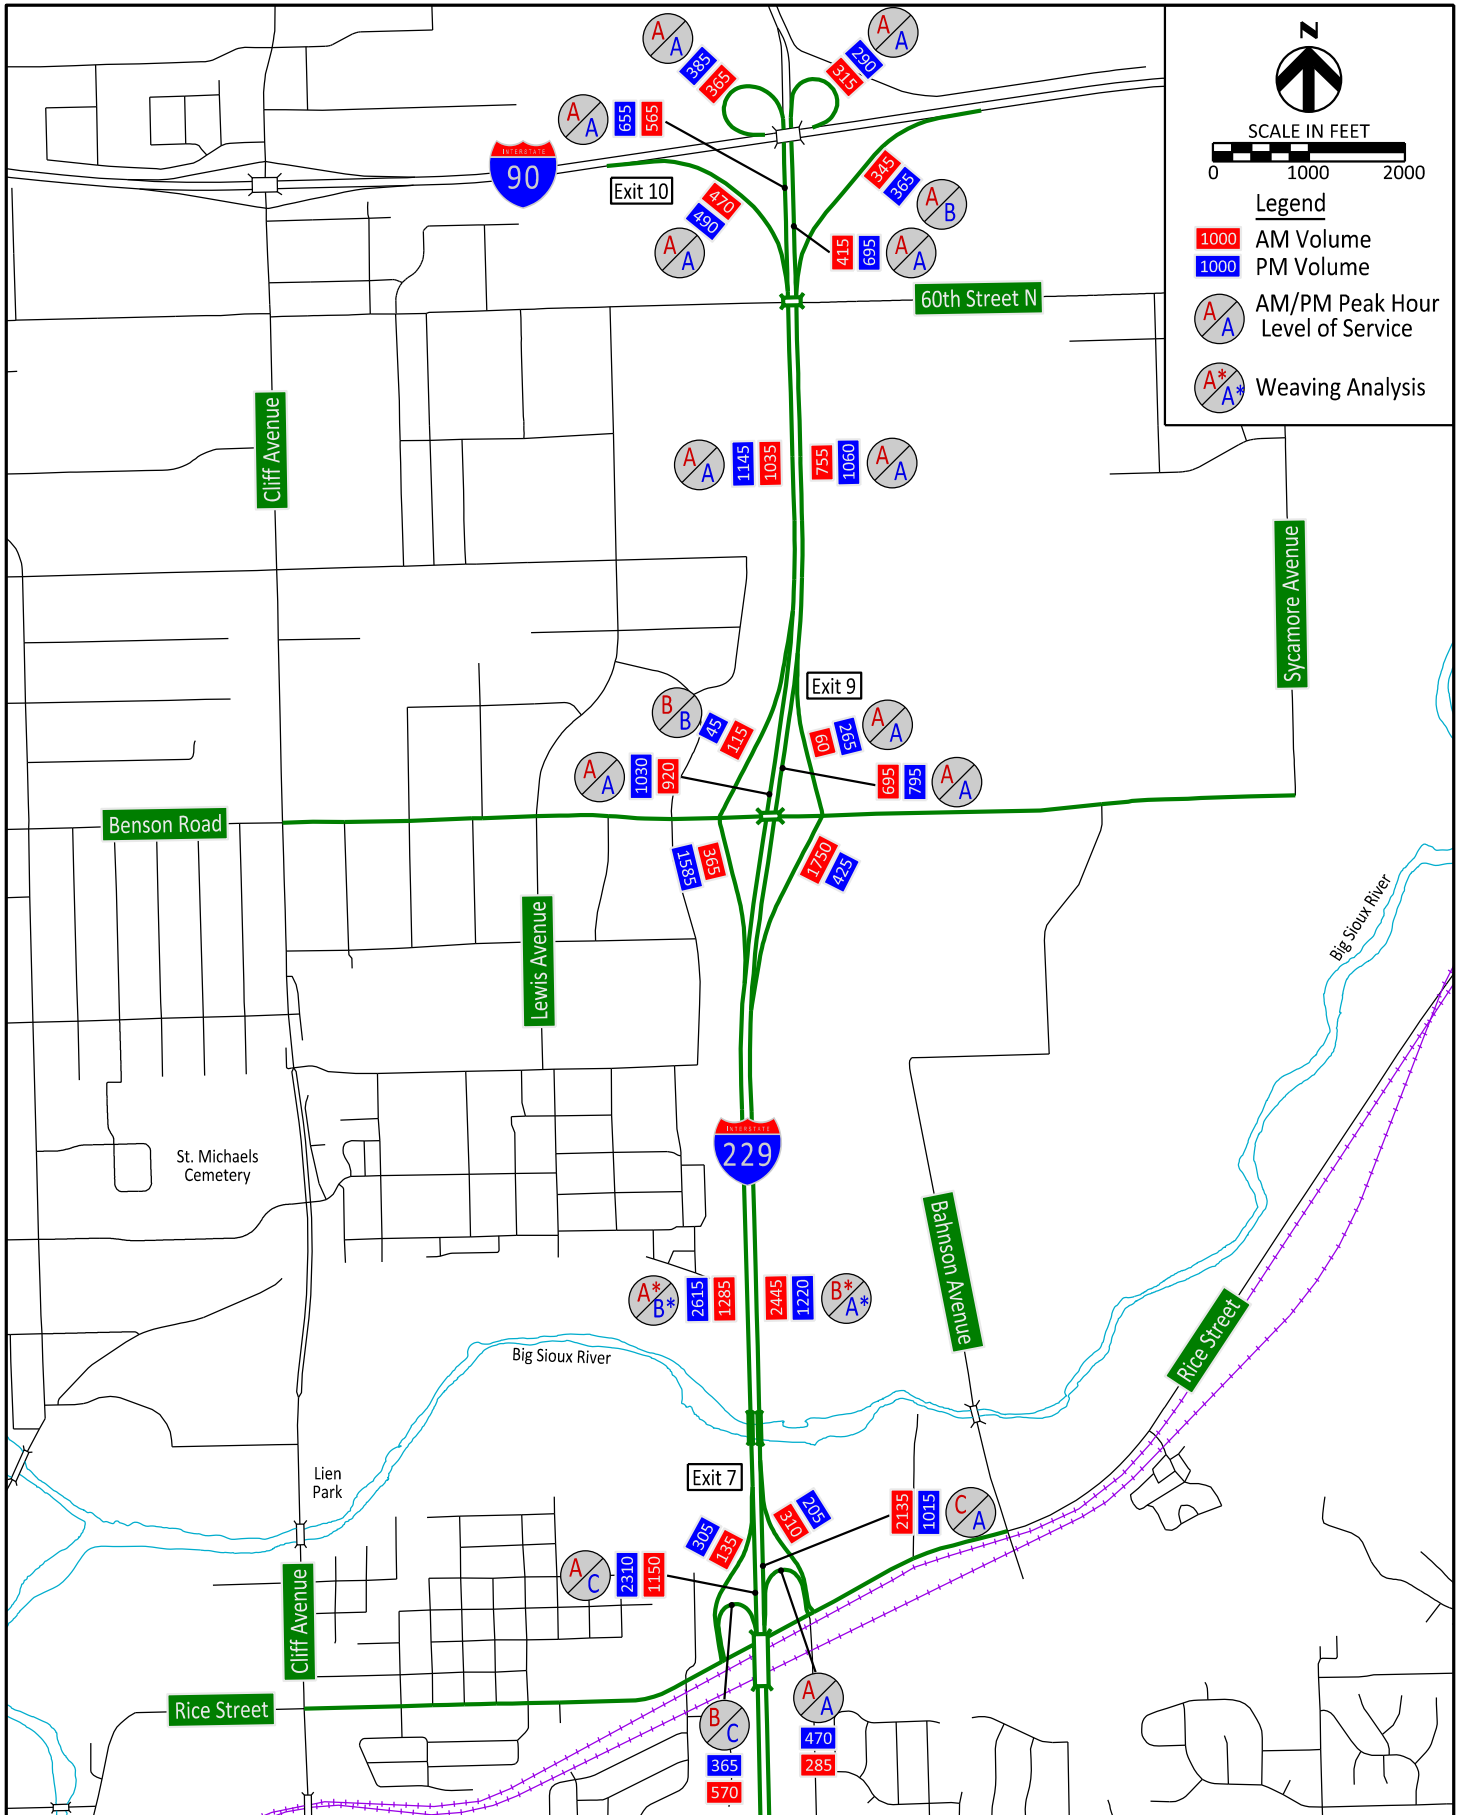 A
A
385
365
290
315
A
A
A
A
655
565
INTERSTATE
90
Exit 10
470
490
A
A
345
365
A
B
415
695
A
A
60th Street N
N
SCALE IN FEET
0
1000
2000
Legend
1000
AM Volume
1000
PM Volume
A
A
AM/PM Peak Hour
Level of Service
A*
A*
Weaving Analysis
Cliff Avenue
A
A
1145
1035
755
1060
A
A
Sycamore Avenue
Exit 9
B
B
45
115
60
265
A
A
A
A
1030
920
695
795
A
A
Benson Road
1585
365
1750
425
Lewis Avenue
Big Sioux River
INTERSTATE
229
St. Michaels
Cemetery
Bahnson Avenue
A*
B*
2615
1285
2445
1220
B*
A*
Rice Street
Big Sioux River
Lien
Park
Exit 7
305
135
310
205
2135
1015
C
A
A
C
2310
1150
Cliff Avenue
Rice Street
B
C
365
570
A
A
470
285